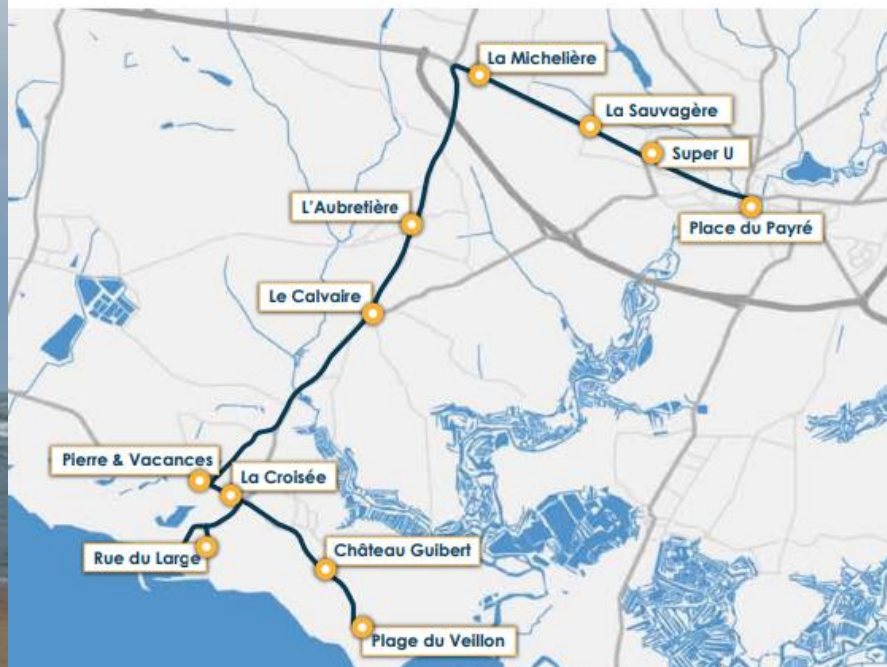 La Michelière
La Sauvagère
Super U
L'Aubretière
Place du Payré
Le Calvaire
Pierre & Vacances
La Croisée
Rue du Large
Château Guibert
Plage du Veillon